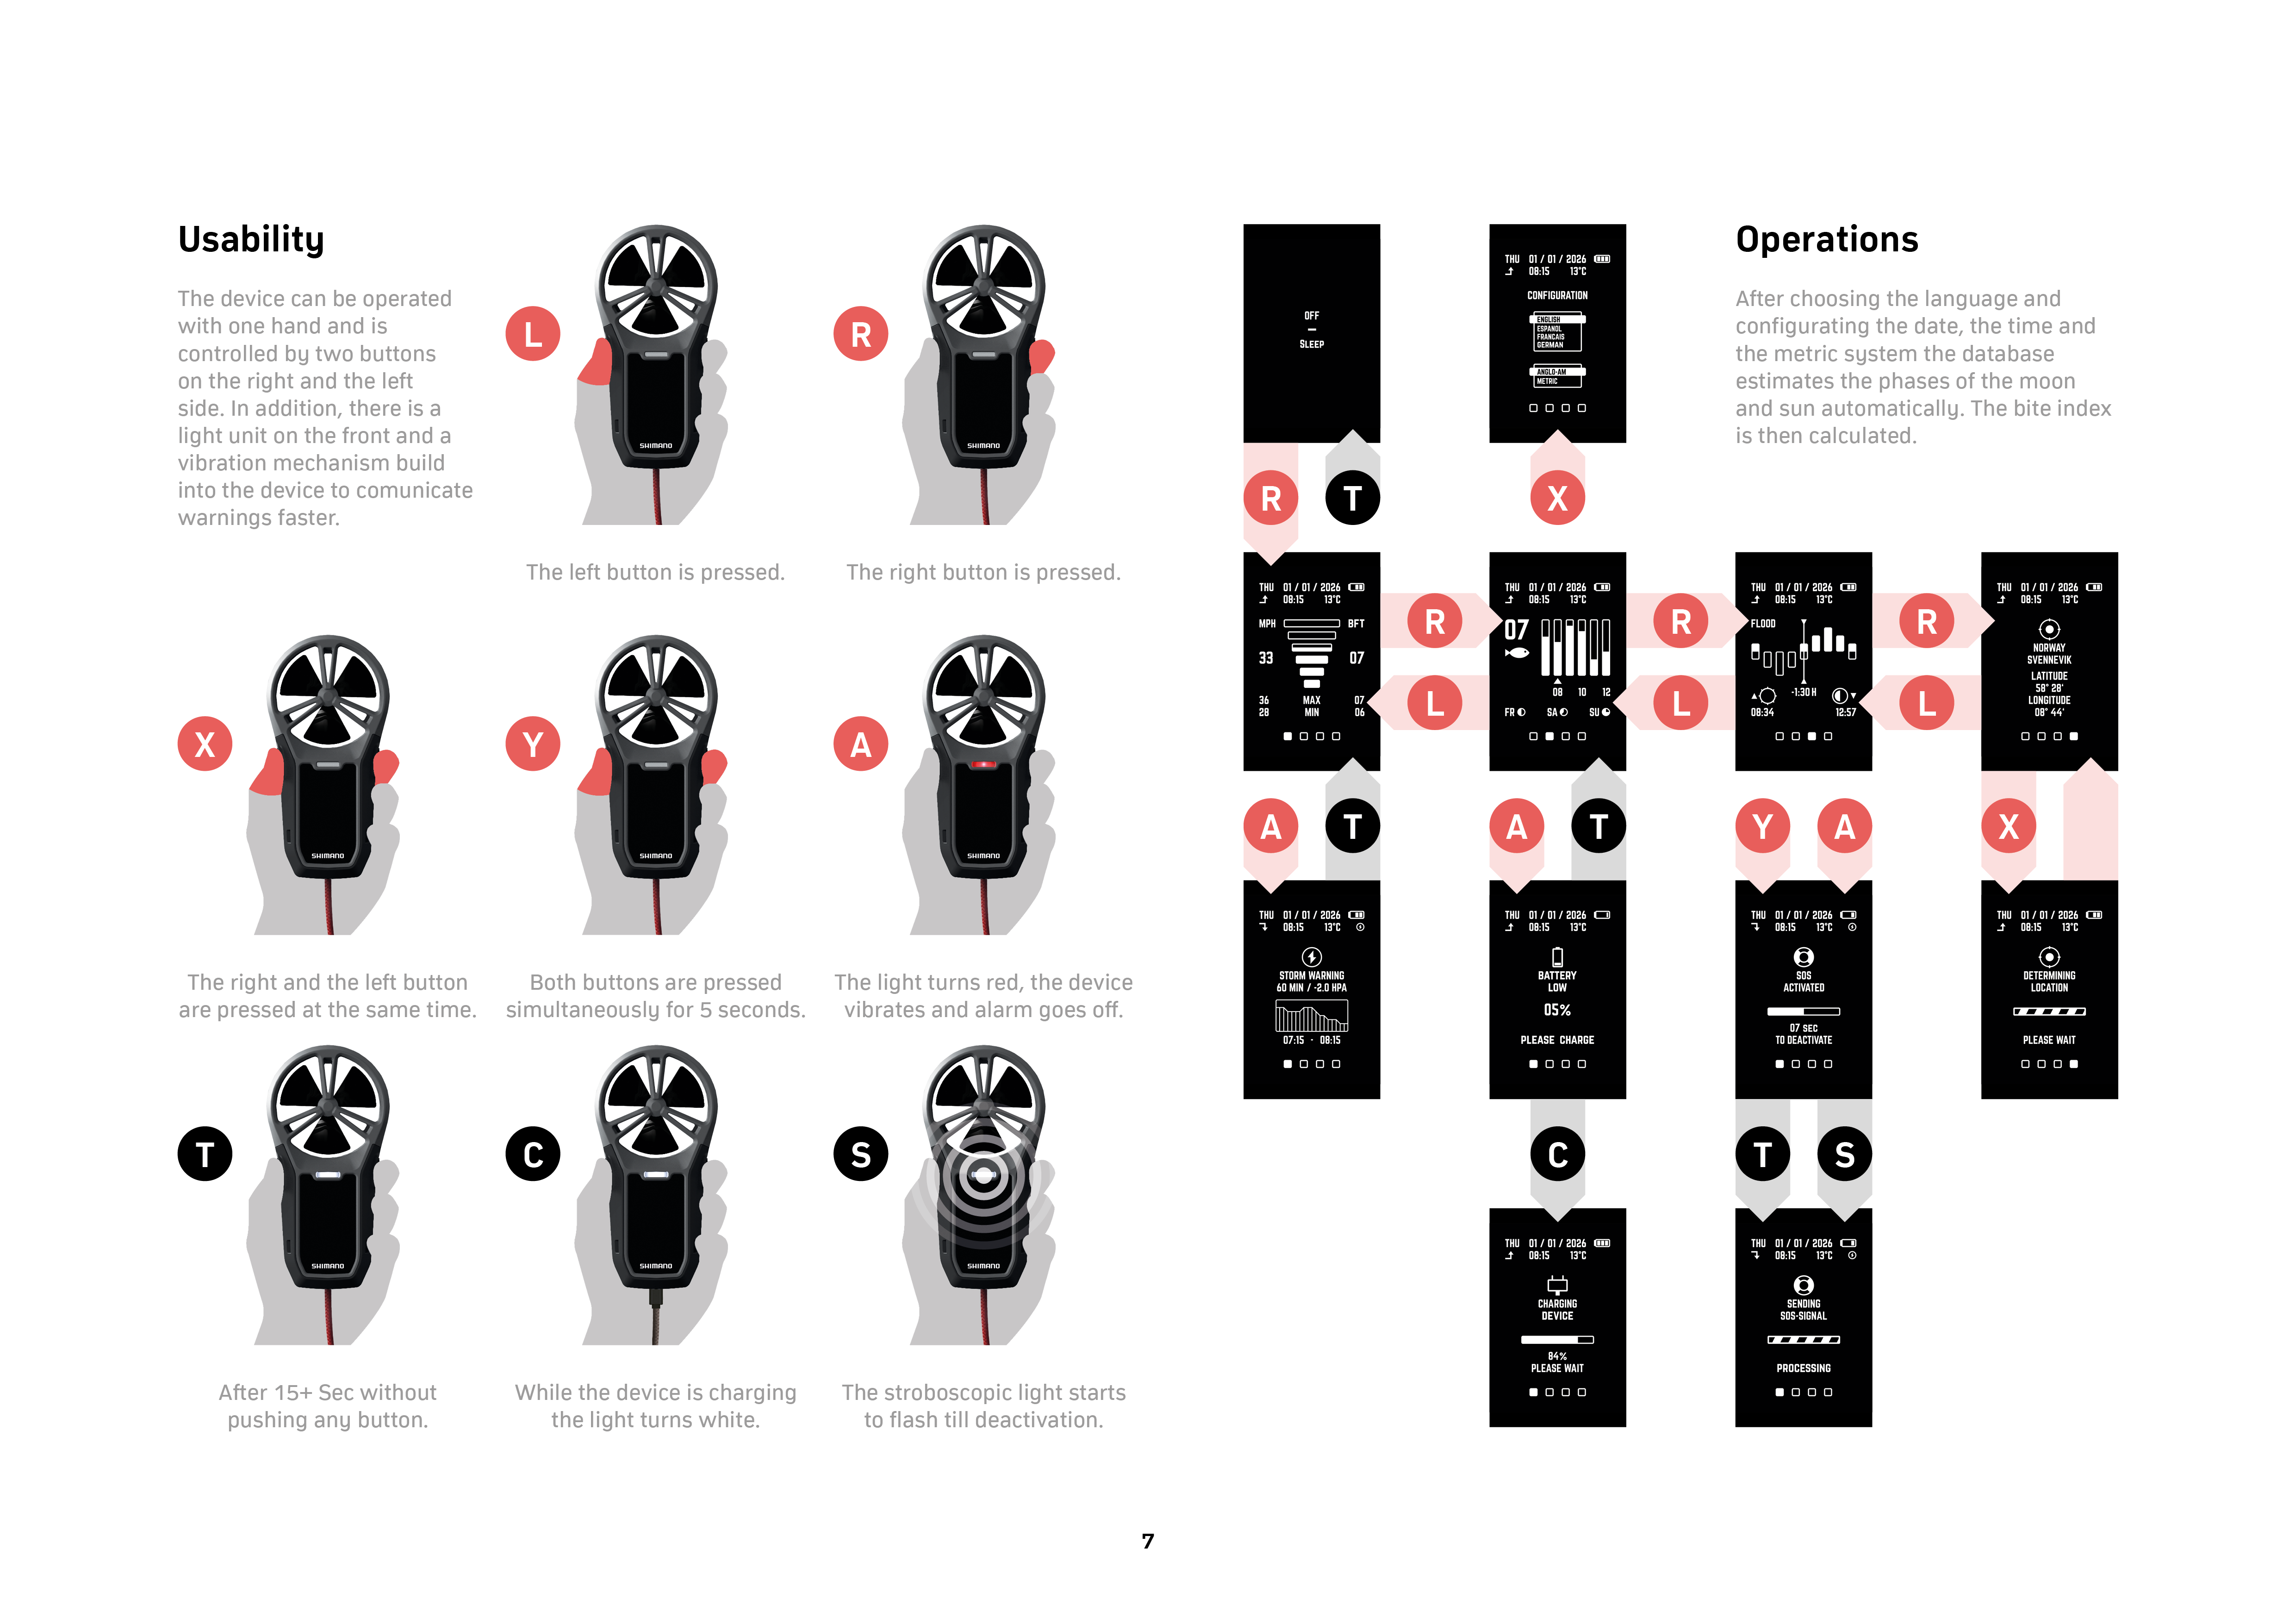 Usability
The device can be operated
with one hand and is
controlled by two buttons
on the right and the left
side. In addition, there is a
light unit on the front and a
vibration mechanism build
into the device to comunicate
warnings faster.
L
SHIMANO
The left button is pressed.
R
SHIMANO
The right button is pressed.
X
SHIMANO
The right and the left button
are pressed at the same time.
Y
SHIMANO
Both buttons are pressed
simultaneously for 5 seconds.
A
SHIMANO
The light turns red, the device
vibrates and alarm goes off.
T
SHIMANO
After 15+ Sec without
pushing any button.
C
SHIMANO
While the device is charging
the light turns white.
S
SHIMANO
The stroboscopic light starts
to flash till deactivation.
OFF
–
SLEEP
THU 01 / 01 / 2026
08:15 13°C
CONFIGURATION
ENGLISH
ESPANOL
FRANCAIS
GERMAN
ANGLO-AM
METRIC
Operations
After choosing the language and
configurating the date, the time and
the metric system the database
estimates the phases of the moon
and sun automatically. The bite index
is then calculated.
R
T
X
THU 01 / 01 / 2026
08:15 13°C
MPH BFT
33 07
36 MAX 07
28 MIN 06
R
L
THU 01 / 01 / 2026
08:15 13°C
07
08 10 12
FR SA SU
R
L
THU 01 / 01 / 2026
08:15 13°C
FLOOD
-1:30 H
08:34 12:57
R
L
THU 01 / 01 / 2026
08:15 13°C
NORWAY
SVENNEVIK
LATITUDE
58° 28'
LONGITUDE
08° 44'
A
T
A
T
Y
A
X
THU 01 / 01 / 2026
08:15 13°C
STORM WARNING
60 MIN / -2.0 HPA
07:15 - 08:15
THU 01 / 01 / 2026
08:15 13°C
BATTERY
LOW
05%
PLEASE CHARGE
THU 01 / 01 / 2026
08:15 13°C
SOS
ACTIVATED
07 SEC
TO DEACTIVATE
THU 01 / 01 / 2026
08:15 13°C
DETERMINING
LOCATION
PLEASE WAIT
C
T
S
THU 01 / 01 / 2026
08:15 13°C
CHARGING
DEVICE
84%
PLEASE WAIT
THU 01 / 01 / 2026
08:15 13°C
SENDING
SOS-SIGNAL
PROCESSING
7